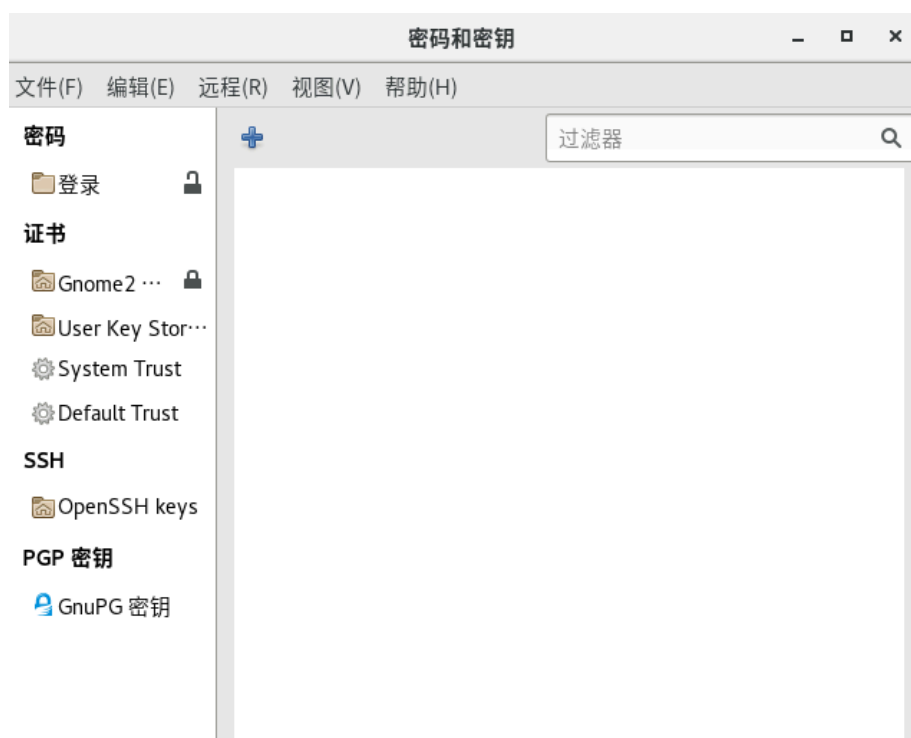 密码和密钥
文件(F) 编辑(E) 远程(R) 视图(V) 帮助(H)
过滤器
密码
登录
证书
Gnome2 ⋯
User Key Stor⋯
System Trust
Default Trust
SSH
OpenSSH keys
PGP 密钥
GnuPG 密钥